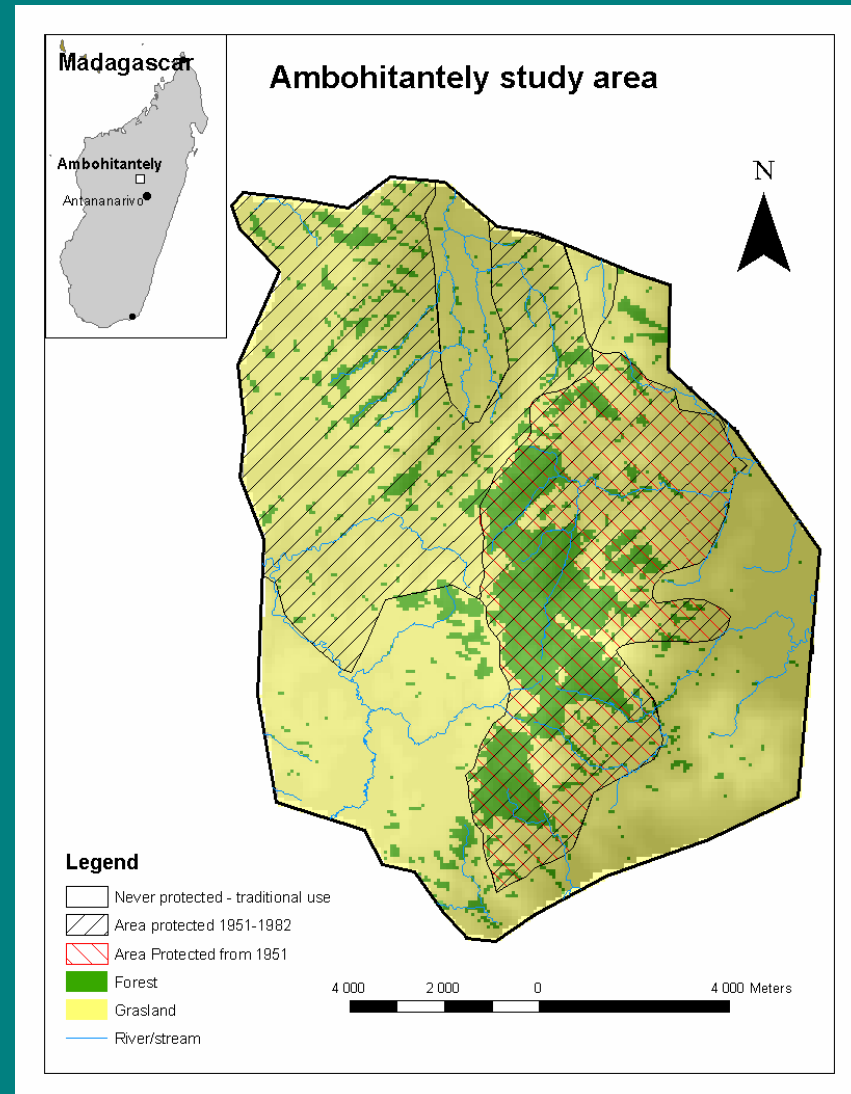 Madagascar
Ambohitantely
Antananarivo
Ambohitantely study area
N
Legend
Never protected - traditional use
Area protected 1951-1982
Area Protected from 1951
Forest
Grasland
River/stream
4 000 2 000 0 4 000 Meters